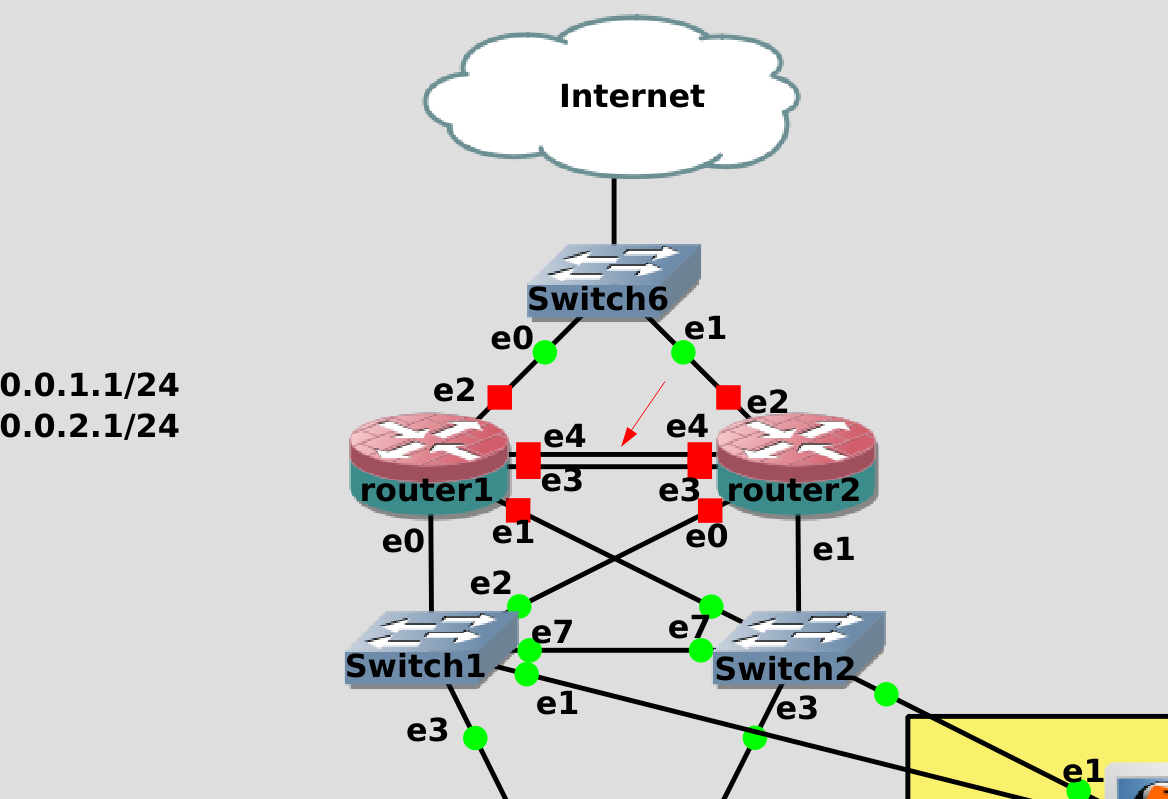 Internet
Switch6
e0
e1
e2
e2
0.0.1.1/24
0.0.2.1/24
e4
e4
e3
e3
router1
router2
e1
e0
e0
e1
e2
e7
e7
Switch1
Switch2
e1
e3
e3
e1